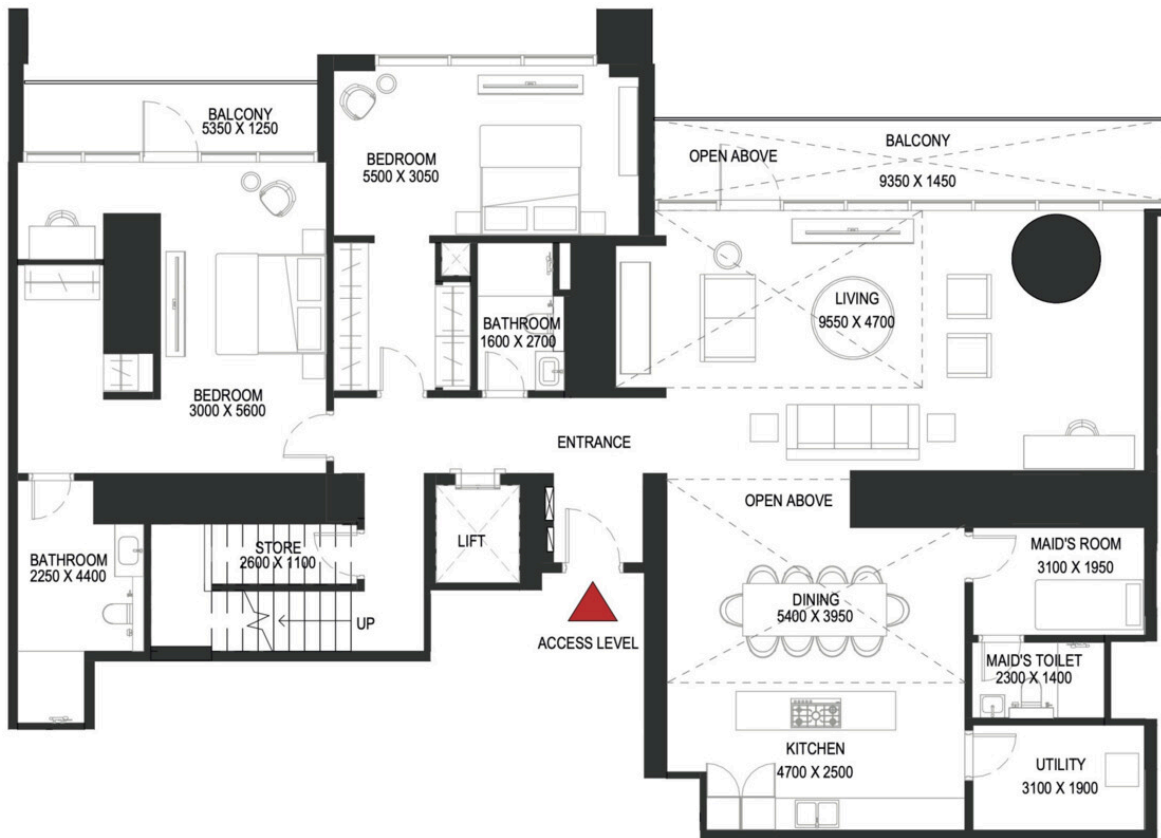 BALCONY
5350 X 1250
BEDROOM
5500 X 3050
BALCONY
OPEN ABOVE
9350 X 1450
LIVING
9550 X 4700
BATHROOM
1600 X 2700
BEDROOM
3000 X 5600
ENTRANCE
OPEN ABOVE
LIFT
STORE
2600 X 1100
BATHROOM
2250 X 4400
UP
ACCESS LEVEL
MAID'S ROOM
3100 X 1950
DINING
5400 X 3950
MAID'S TOILET
2300 X 1400
KITCHEN
4700 X 2500
UTILITY
3100 X 1900